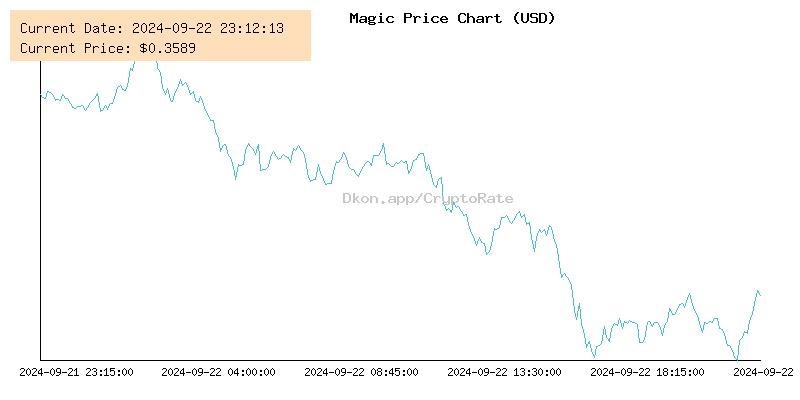 Magic Price Chart (USD)
Current Date: 2024-09-22 23:12:13
Current Price: $0.3589
Dkon.app/CryptoRate
2024-09-21 23:15:00
2024-09-22 04:00:00
2024-09-22 08:45:00
2024-09-22 13:30:00
2024-09-22 18:15:00
2024-09-22